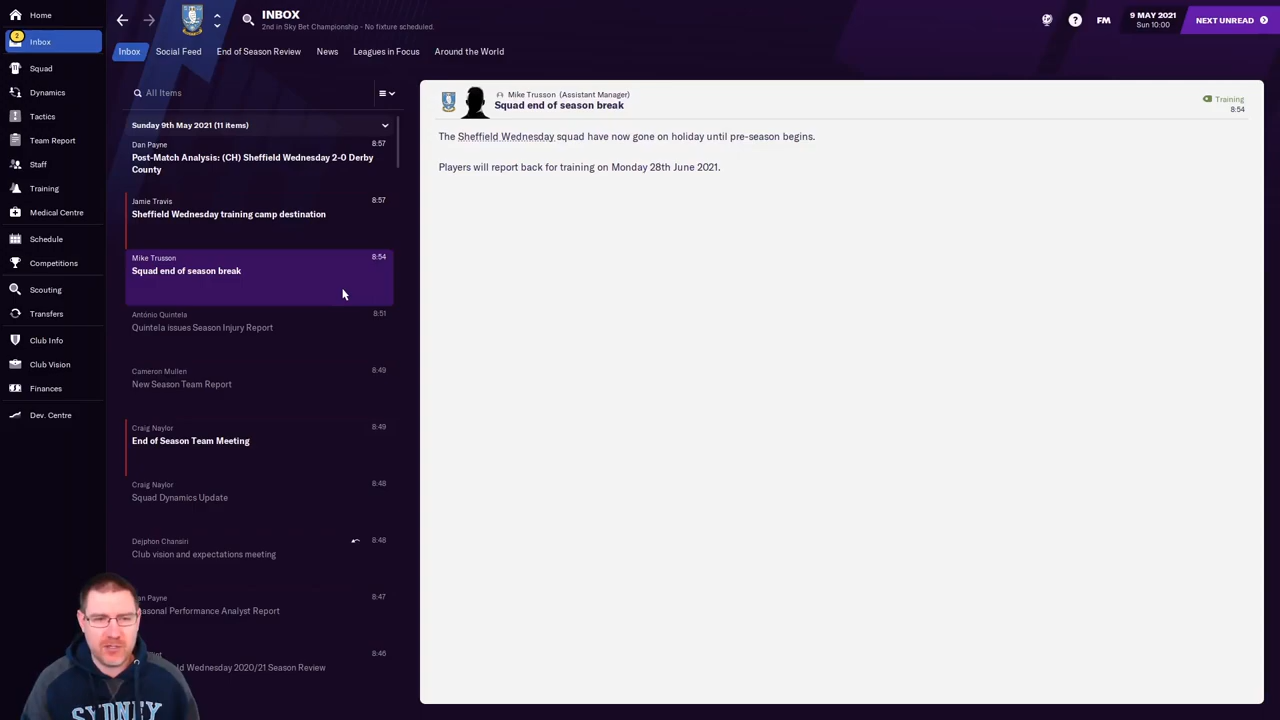 Home
INBOX
2nd in Sky Bet Championship - No fixture scheduled.
FM
9 MAY 2021
Sun 10:00
NEXT UNREAD
2
Inbox
Squad
Dynamics
Tactics
Team Report
Staff
Training
Medical Centre
Schedule
Competitions
Scouting
Transfers
Club Info
Club Vision
Finances
Dev. Centre
Inbox
Social Feed
End of Season Review
News
Leagues in Focus
Around the World
All Items
Sunday 9th May 2021 (11 items)
Dan Payne
8:57
Post-Match Analysis: (CH) Sheffield Wednesday 2-0 Derby
County
Jamie Travis
8:57
Sheffield Wednesday training camp destination
Mike Trusson
8:54
Squad end of season break
António Quintela
8:51
Quintela issues Season Injury Report
Cameron Mullen
8:49
New Season Team Report
Craig Naylor
8:49
End of Season Team Meeting
Craig Naylor
8:48
Squad Dynamics Update
Dejphon Chansiri
8:48
Club vision and expectations meeting
an Payne
8:47
easonal Performance Analyst Report
8:46
ld Wednesday 2020/21 Season Review
Mike Trusson (Assistant Manager)
Squad end of season break
Training
8:54
The Sheffield Wednesday squad have now gone on holiday until pre-season begins.
Players will report back for training on Monday 28th June 2021.
SYDNEY